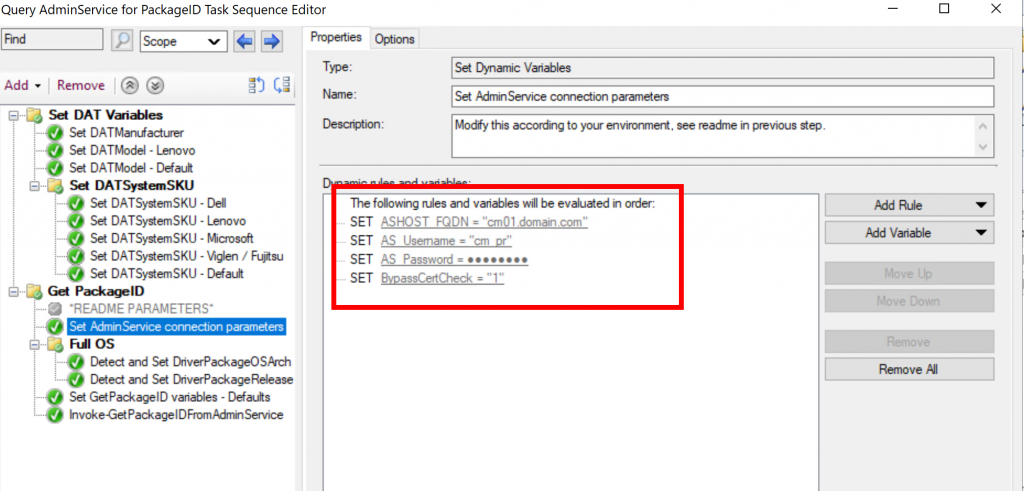 Query AdminService for PackageID Task Sequence Editor
Find
Scope
Add
Remove
Set DAT Variables
Set DATManufacturer
Set DATModel - Lenovo
Set DATModel - Default
Set DATSystemSKU
Set DATSystemSKU - Dell
Set DATSystemSKU - Lenovo
Set DATSystemSKU - Microsoft
Set DATSystemSKU - Viglen / Fujitsu
Set DATSystemSKU - Default
Get PackageID
*README PARAMETERS*
Set AdminService connection parameters
Full OS
Detect and Set DriverPackageOSArch
Detect and Set DriverPackageRelease
Set GetPackageID variables - Defaults
Invoke-GetPackageIDFromAdminService
Properties
Options
Type:
Set Dynamic Variables
Name:
Set AdminService connection parameters
Description:
Modify this according to your environment, see readme in previous step.
Dynamic rules and variables:
The following rules and variables will be evaluated in order:
SET ASHOST_FQDN = "cm01.domain.com"
SET AS_Username = "cm_pr"
SET AS_Password = ●●●●●●●●
SET BypassCertCheck = "1"
Add Rule
Add Variable
Move Up
Move Down
Remove
Remove All